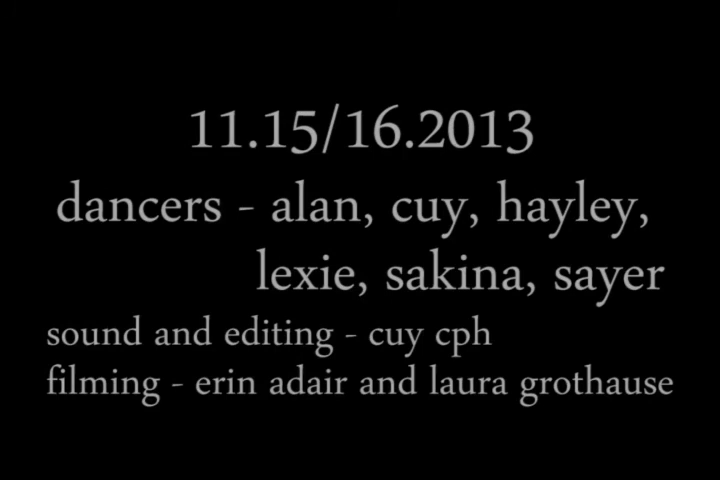 11.15/16.2013
dancers - alan, cuy, hayley,
lexie, sakina, sayer
sound and editing - cuy cph
filming - erin adair and laura grothause